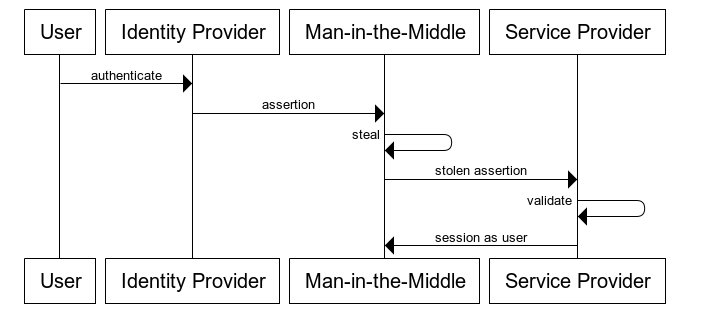 User
Identity Provider
Man-in-the-Middle
Service Provider
authenticate
assertion
steal
stolen assertion
validate
session as user
User
Identity Provider
Man-in-the-Middle
Service Provider